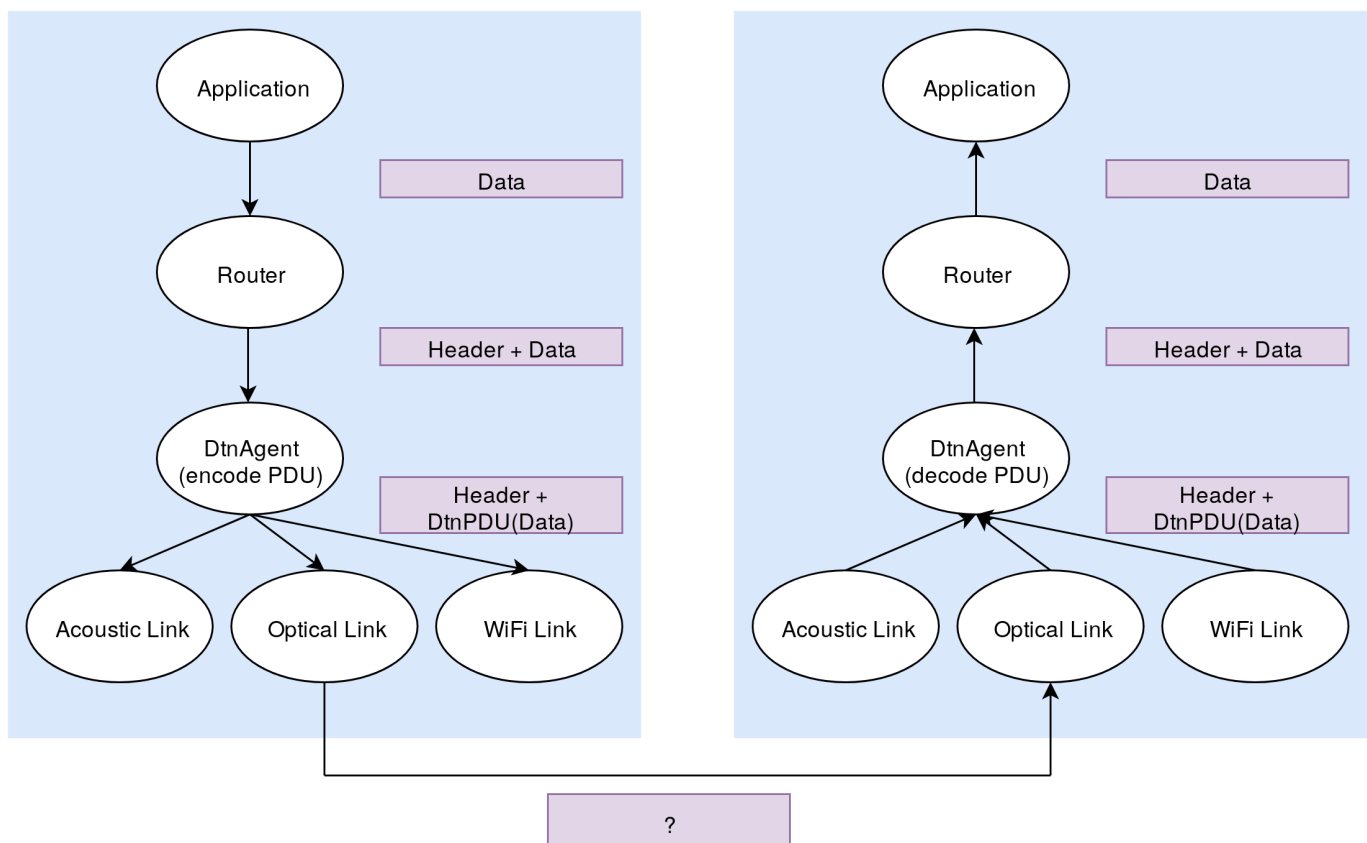 Application
Data
Router
Header + Data
DtnAgent
(encode PDU)
Header +
DtnPDU(Data)
Acoustic Link
Optical Link
WiFi Link
Application
Data
Router
Header + Data
DtnAgent
(decode PDU)
Header +
DtnPDU(Data)
Acoustic Link
Optical Link
WiFi Link
?